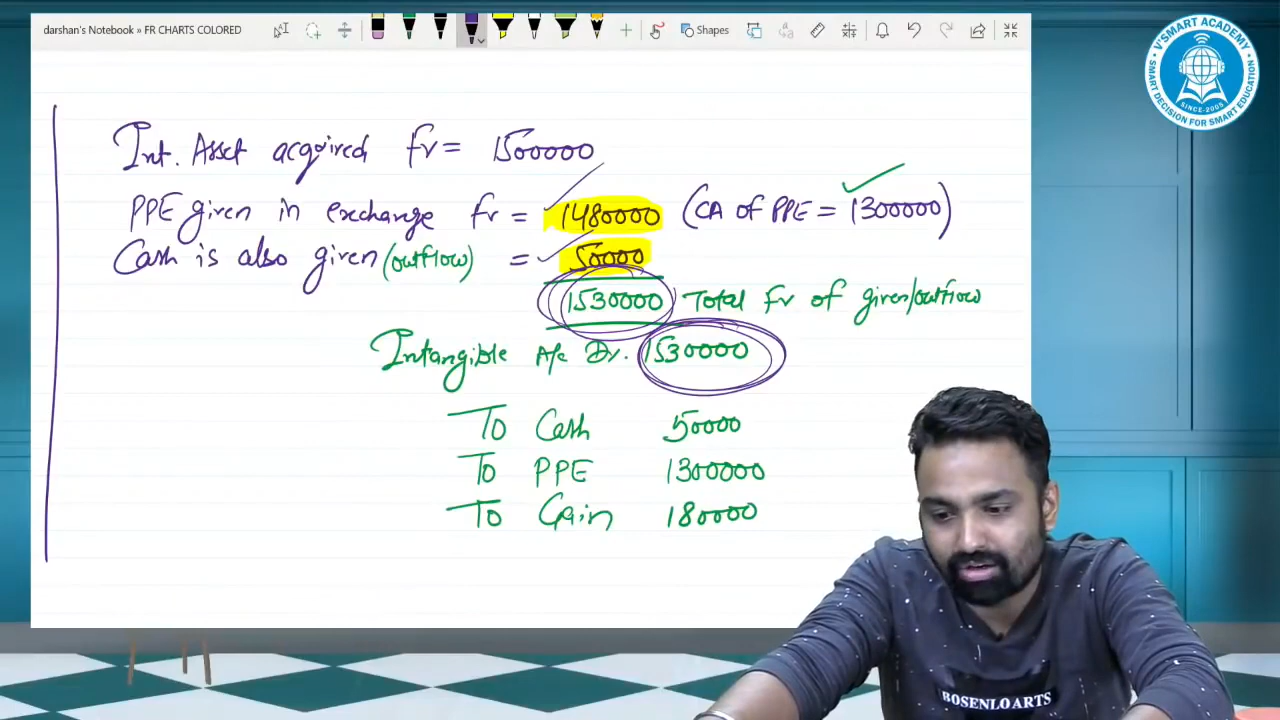 darshan's Notebook » FR CHARTS COLORED
Shapes
V'SMART ACADEMY
SMART DECISION FOR SMART EDUCATION
SINCE-2005
Int. Asset acquired fv = 1500000
PPE given in exchange fv = 1480000 (CA of PPE = 1300000)
Cash is also given (outflow) = 50000
1530000 Total fv of given/outflow
Intangible A/c Dr. 1530000
To Cash 50000
To PPE 1300000
To Gain 180000
BOSENLOARTS